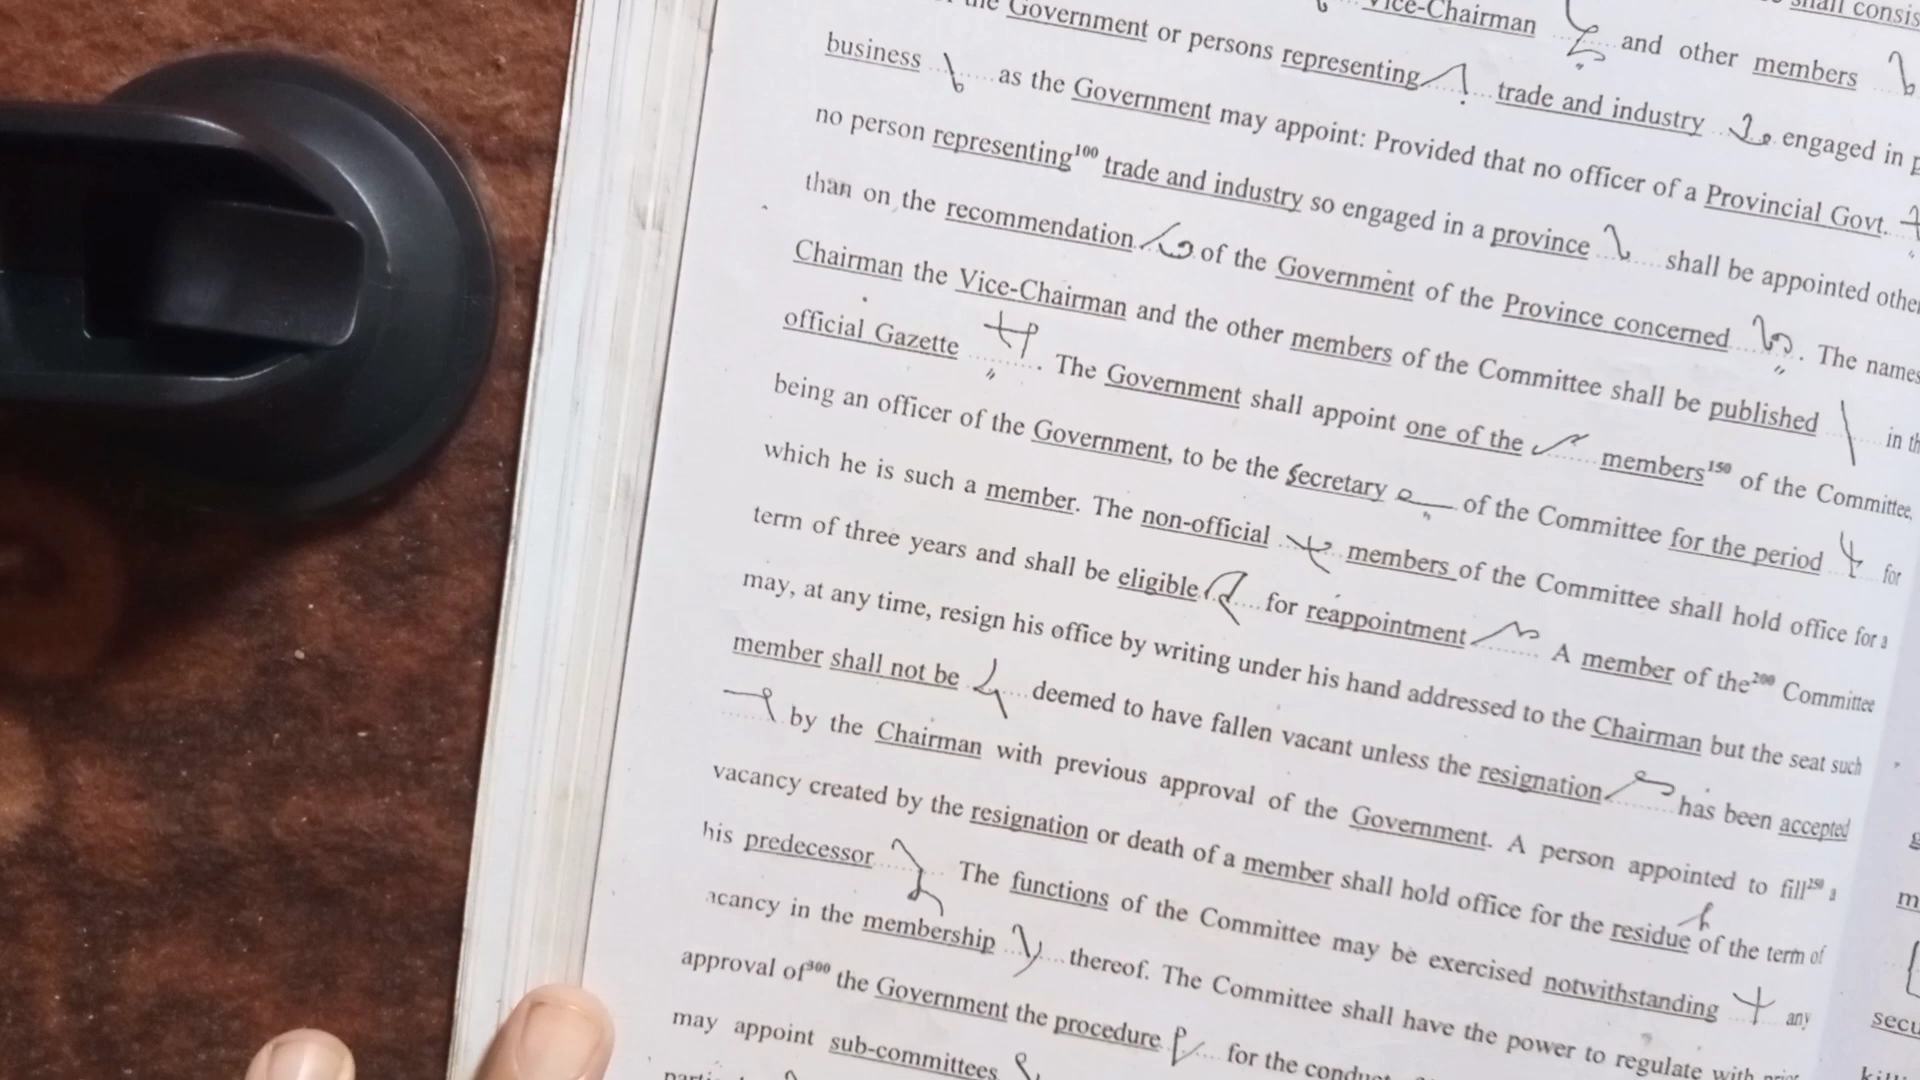 shall consis
Vice-Chairman and other members
the Government or persons representing trade and industry engaged in p
business as the Government may appoint: Provided that no officer of a Provincial Govt.
no person representing¹⁰⁰ trade and industry so engaged in a province shall be appointed other
than on the recommendation of the Government of the Province concerned . The names
Chairman the Vice-Chairman and the other members of the Committee shall be published in th
official Gazette . The Government shall appoint one of the members¹⁵⁰ of the Committee,
being an officer of the Government, to be the Secretary of the Committee for the period for
which he is such a member. The non-official members of the Committee shall hold office for a
term of three years and shall be eligible for reappointment A member of the²⁰⁰ Committee
may, at any time, resign his office by writing under his hand addressed to the Chairman but the seat such
member shall not be deemed to have fallen vacant unless the resignation has been accepted
by the Chairman with previous approval of the Government. A person appointed to fill²⁵⁰ a
vacancy created by the resignation or death of a member shall hold office for the residue of the term of
his predecessor The functions of the Committee may be exercised notwithstanding any
acancy in the membership thereof. The Committee shall have the power to regulate with prior
approval of³⁰⁰ the Government the procedure for the conduct
may appoint sub-committees
secu